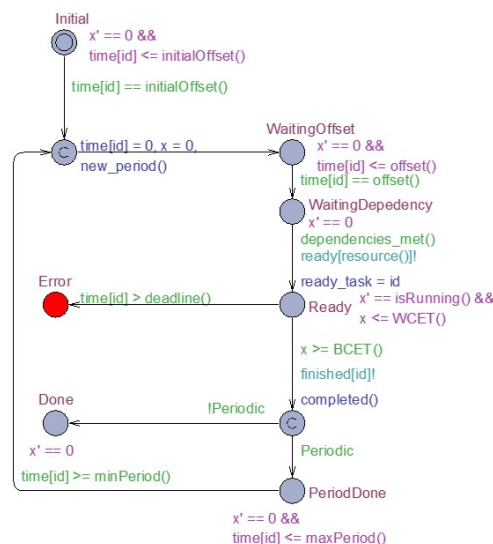 Initial
x' == 0 &&
time[id] <= initialOffset()
time[id] == initialOffset()
C
time[id] = 0, x = 0,
new_period()
WaitingOffset
x' == 0 &&
time[id] <= offset()
time[id] == offset()
WaitingDepedency
x' == 0
dependencies_met()
ready[resource()]!
ready_task = id
Error
time[id] > deadline()
Ready
x' == isRunning() &&
x <= WCET()
x >= BCET()
finished[id]!
completed()
Done
!Periodic
C
x' == 0
Periodic
time[id] >= minPeriod()
PeriodDone
x' == 0 &&
time[id] <= maxPeriod()